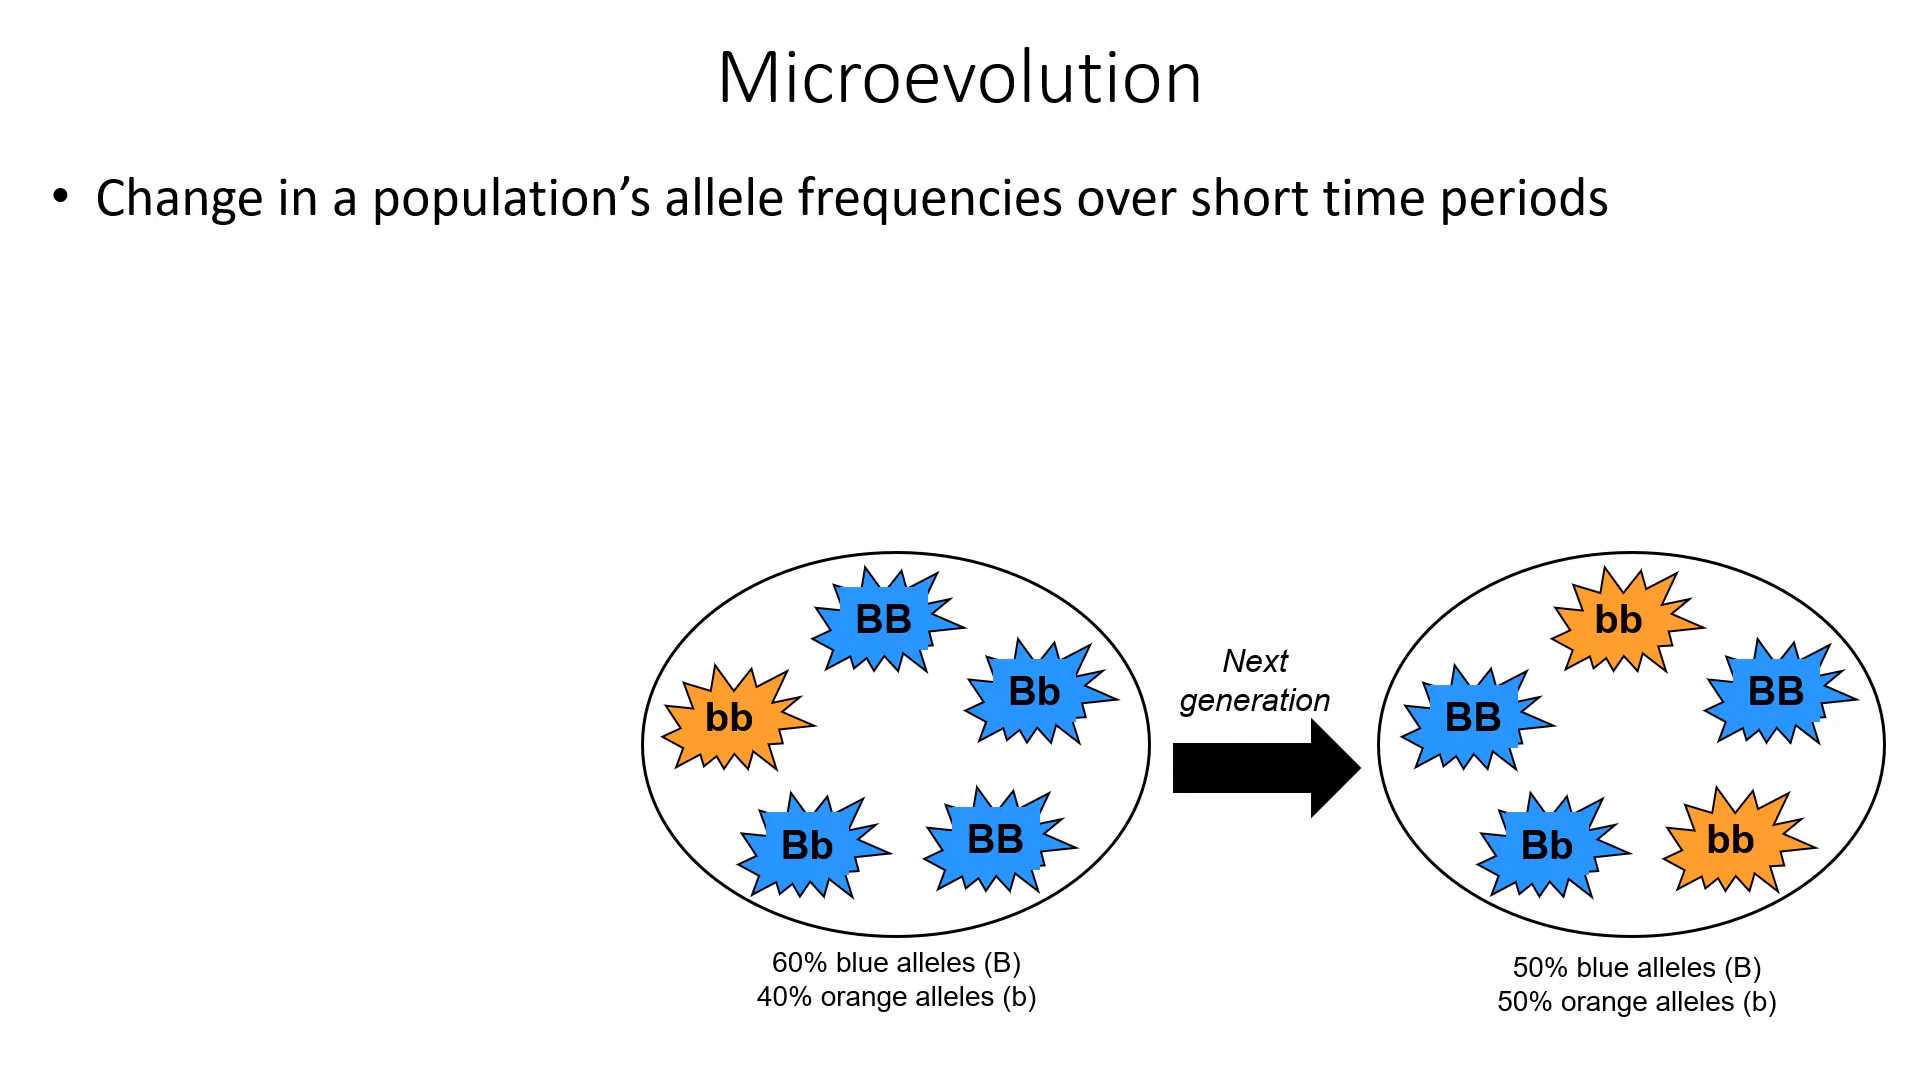 Microevolution
• Change in a population’s allele frequencies over short time periods
BB
Bb
bb
Bb
BB
60% blue alleles (B)
40% orange alleles (b)
Next
generation
bb
BB
BB
Bb
bb
50% blue alleles (B)
50% orange alleles (b)